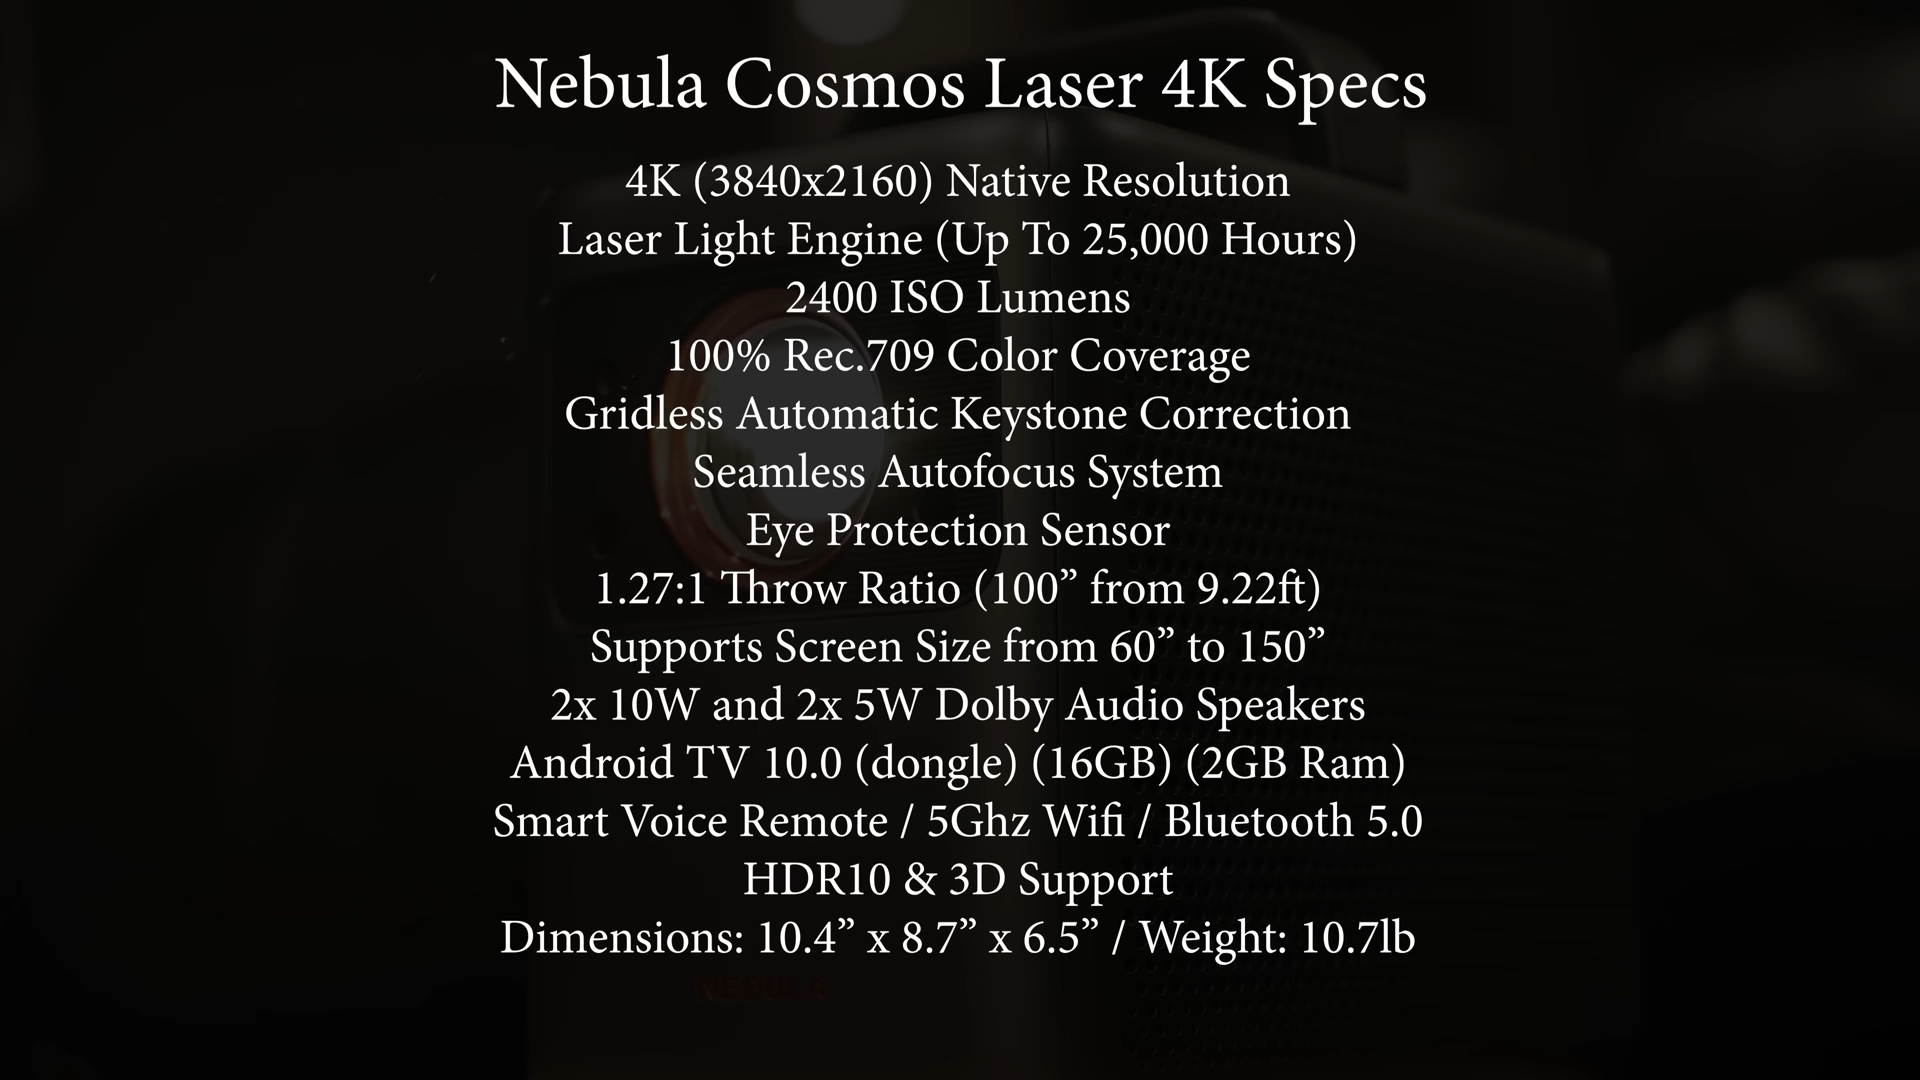 Nebula Cosmos Laser 4K Specs
4K (3840x2160) Native Resolution
Laser Light Engine (Up To 25,000 Hours)
2400 ISO Lumens
100% Rec.709 Color Coverage
Gridless Automatic Keystone Correction
Seamless Autofocus System
Eye Protection Sensor
1.27:1 Throw Ratio (100” from 9.22ft)
Supports Screen Size from 60” to 150”
2x 10W and 2x 5W Dolby Audio Speakers
Android TV 10.0 (dongle) (16GB) (2GB Ram)
Smart Voice Remote / 5Ghz Wifi / Bluetooth 5.0
HDR10 & 3D Support
Dimensions: 10.4” x 8.7” x 6.5” / Weight: 10.7lb
NEBULA